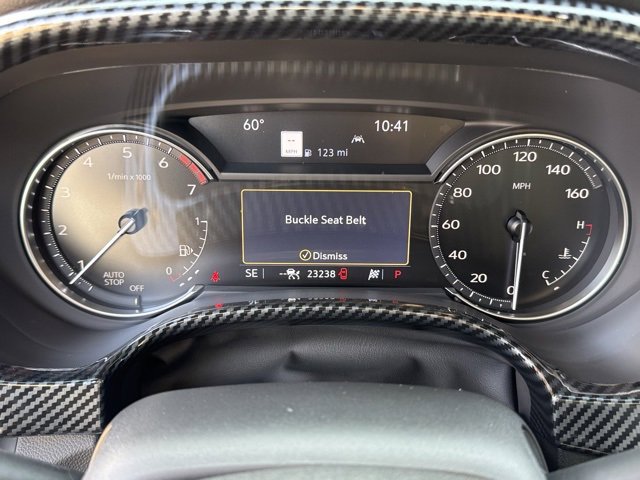 60° 10:41
--
MPH
123 mi
Buckle Seat Belt
Dismiss
SE 23238 P
1 2 3 4 5 6 7
1/min x 1000
AUTO
STOP
OFF
1
0
0 20 40 60 80 100 120 140 160
MPH
H
C